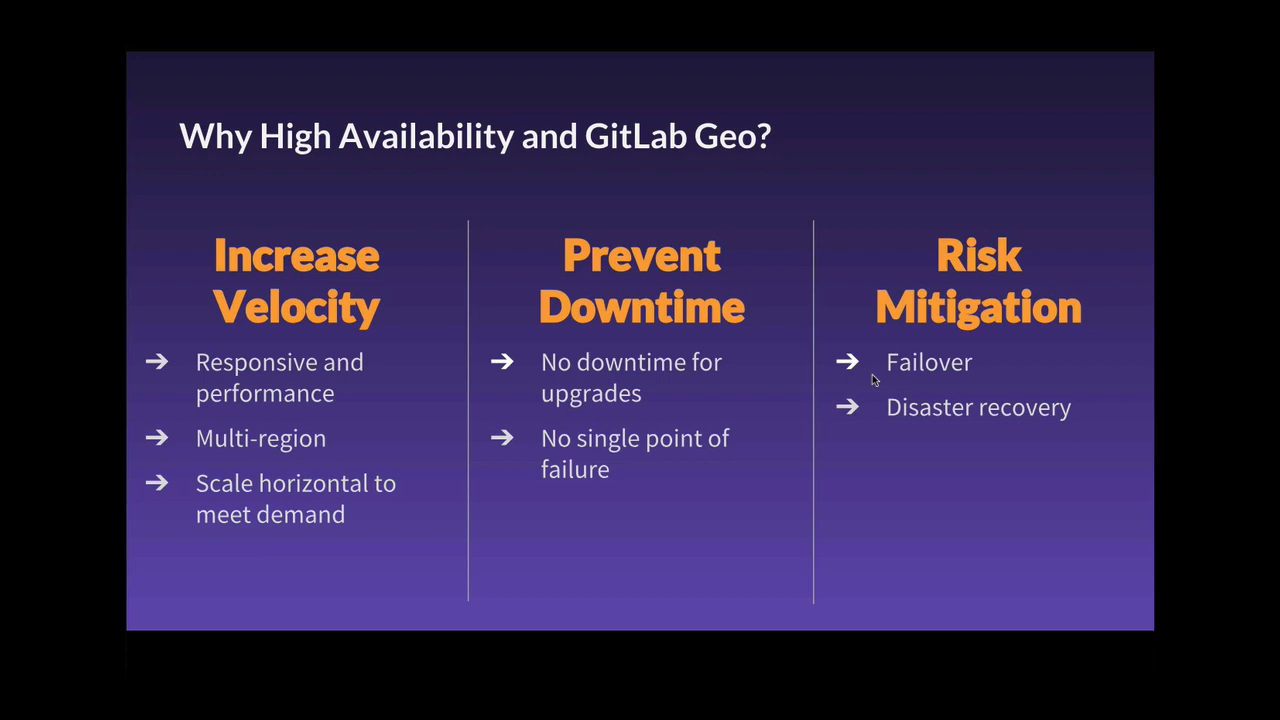 Why High Availability and GitLab Geo?
Increase
Velocity
➔ Responsive and
performance
➔ Multi-region
➔ Scale horizontal to
meet demand
Prevent
Downtime
➔ No downtime for
upgrades
➔ No single point of
failure
Risk
Mitigation
➔ Failover
➔ Disaster recovery